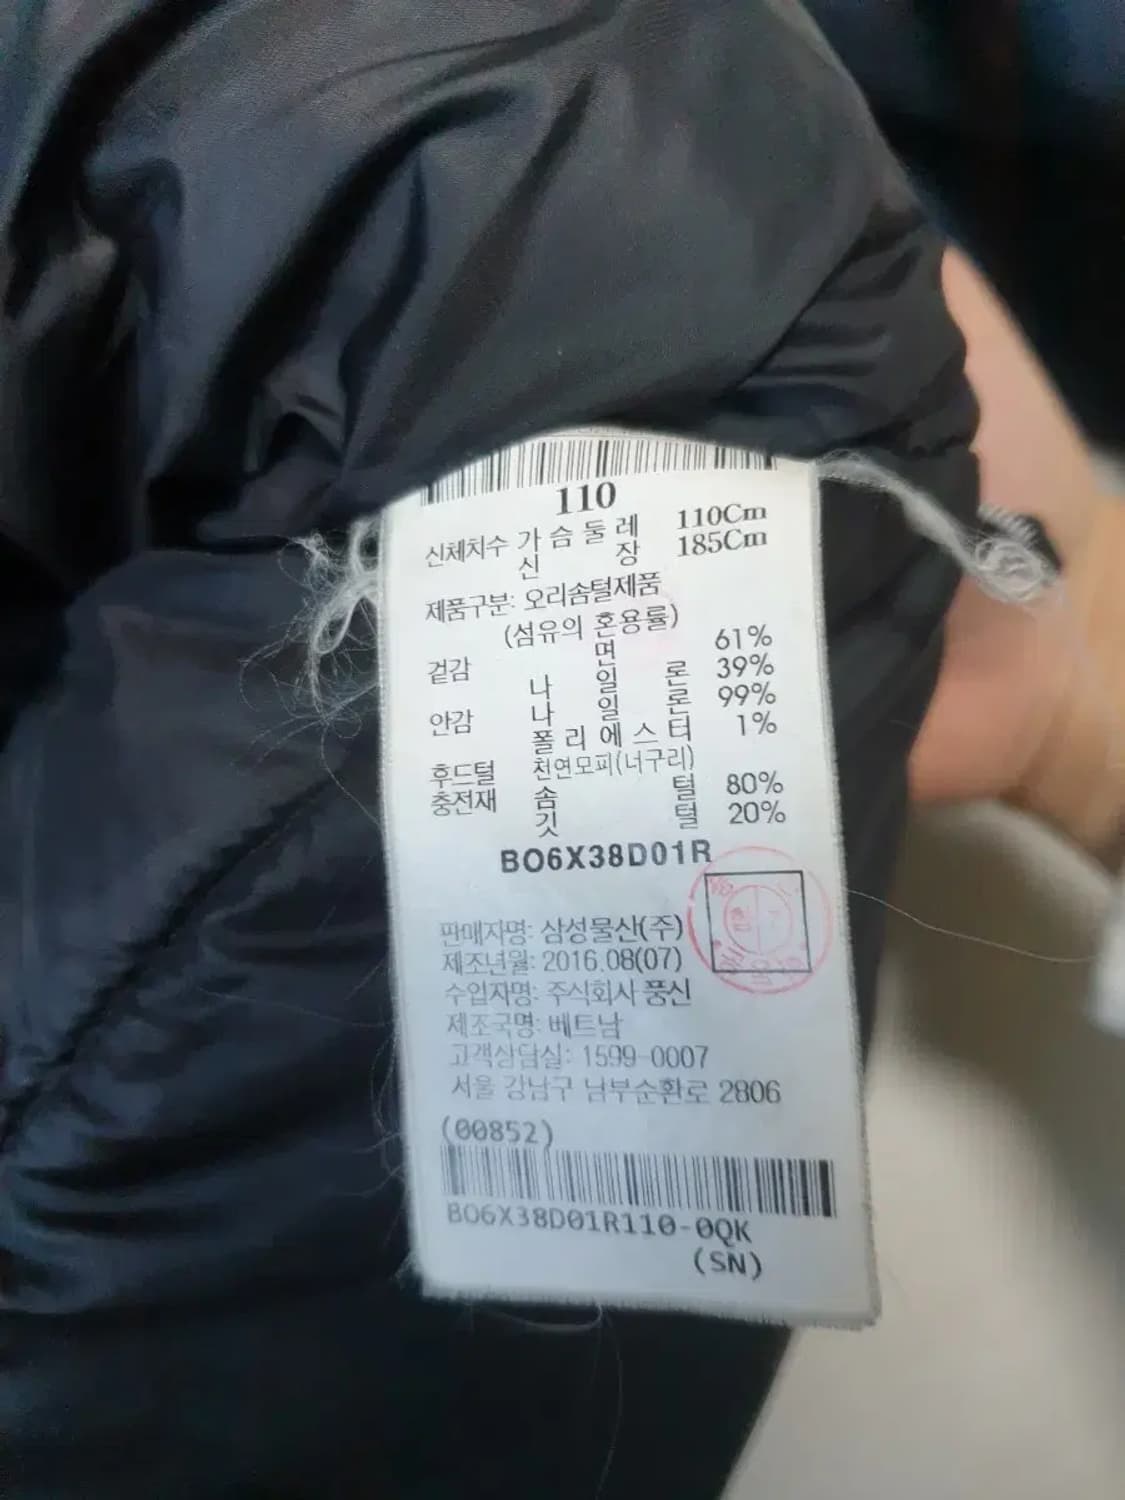 110
신체치수 가 슴 둘 레 110Cm
신 장 185Cm
제품구분: 오리솜털제품
(섬유의 혼용률)
겉감 면 61%
나 일 론 39%
안감 나 일 론 99%
폴 리 에 스 터 1%
후드털 천연모피(너구리)
충전재 솜 털 80%
깃 털 20%
BO6X38D01R
판매자명: 삼성물산(주)
제조년월: 2016.08(07)
수입자명: 주식회사 풍신
제조국명: 베트남
고객상담실: 1599-0007
서울 강남구 남부순환로 2806
(00852)
BO6X38D01R110-0QK
(SN)